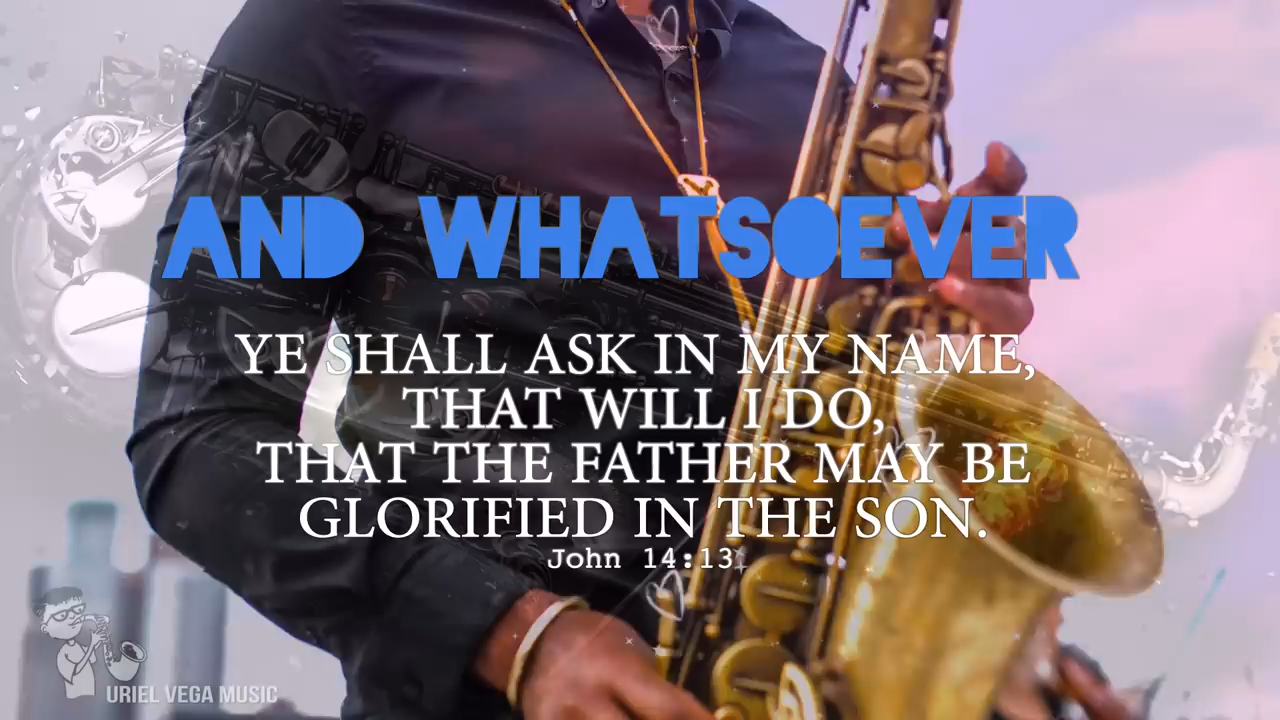 AND WHATSOEVER
YE SHALL ASK IN MY NAME,
THAT WILL I DO,
THAT THE FATHER MAY BE
GLORIFIED IN THE SON.
John 14:13
URIEL VEGA MUSIC